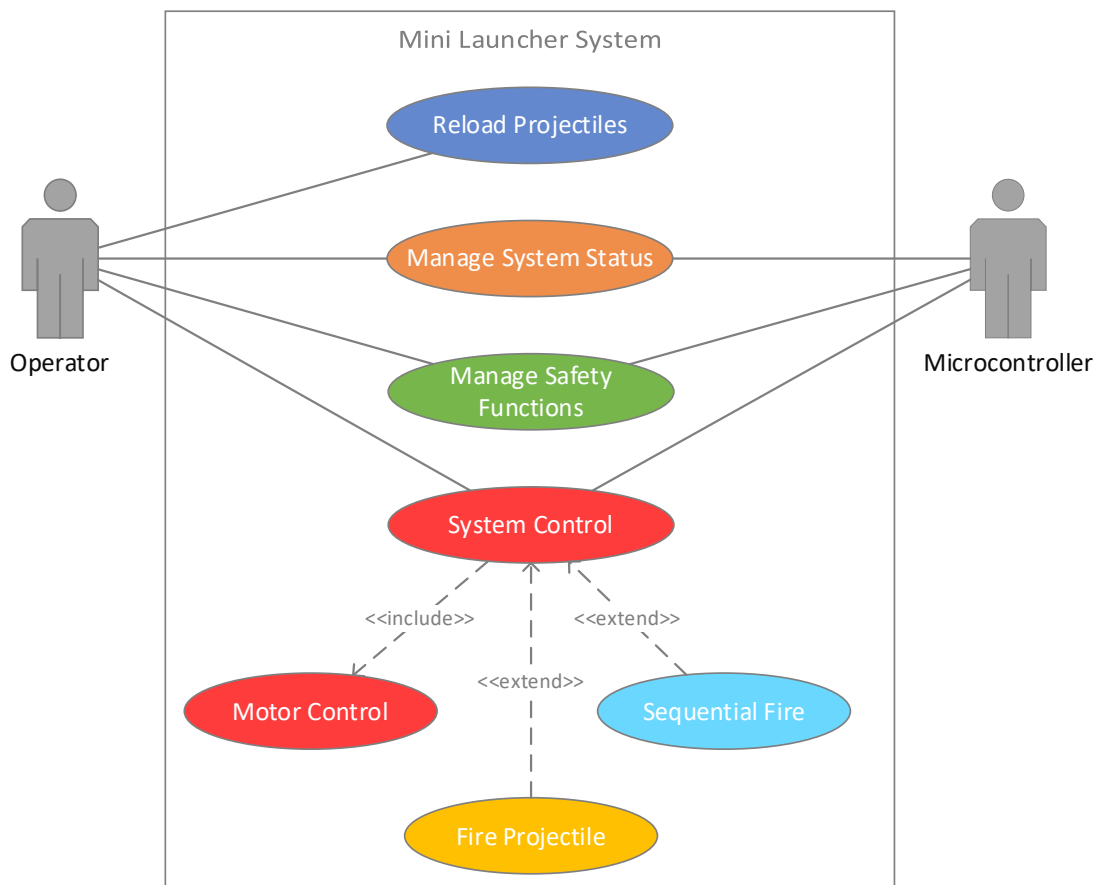 Mini Launcher System
Reload Projectiles
Manage System Status
Operator
Microcontroller
Manage Safety
Functions
System Control
<<include>>
<<extend>>
<<extend>>
Motor Control
Sequential Fire
Fire Projectile